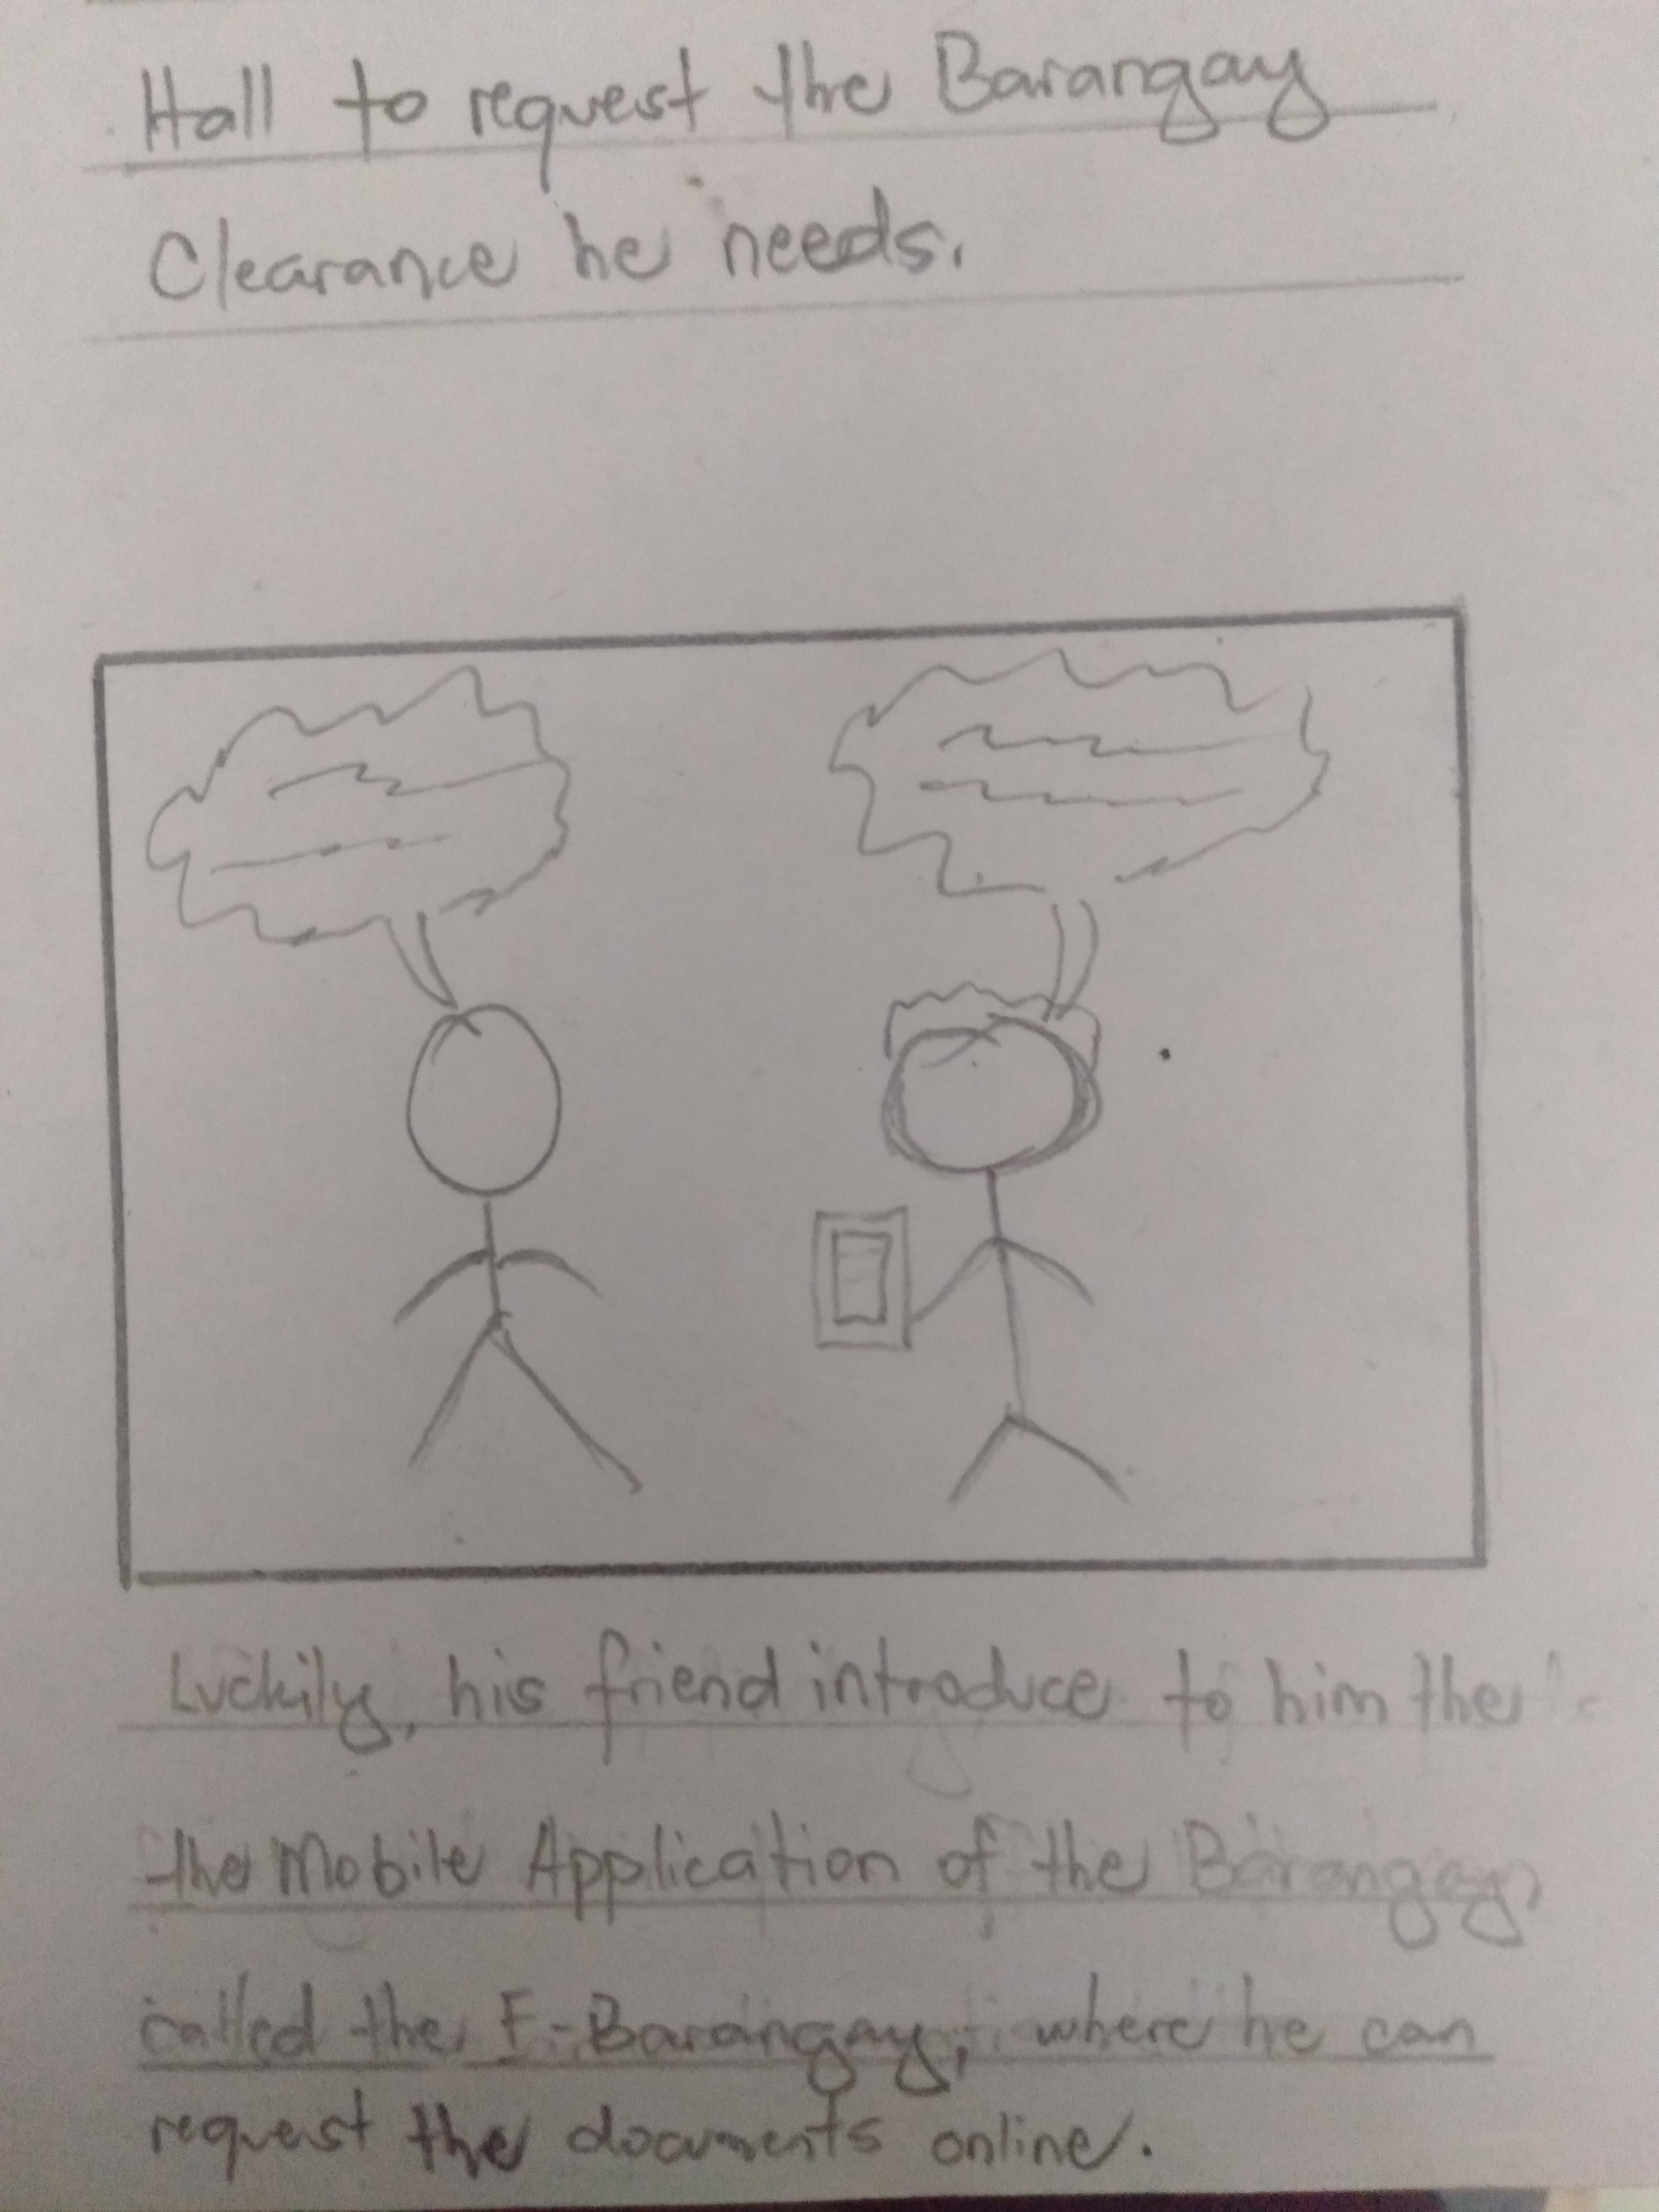 Hall to request the Barangay
Clearance he needs.
Luckily, his friend introduce to him the
the Mobile Application of the Barangay,
called the E-Barangay, where he can
request the documents online.